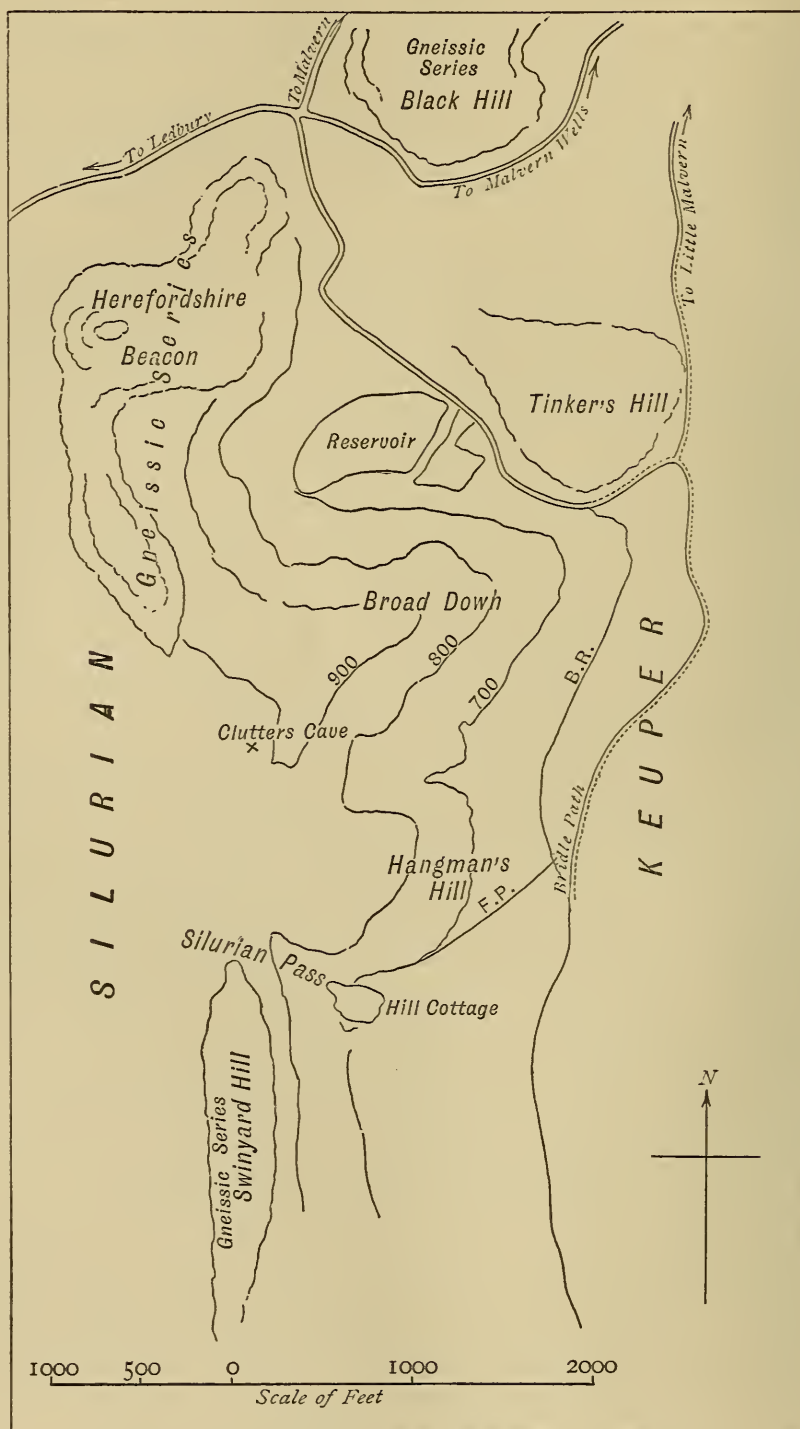 To Malvern
Gneissic
Series
Black Hill
To Ledbury
To Malvern Wells
To Little Malvern
Herefordshire
Beacon
Gneissic Series
Tinker's Hill
Reservoir
Broad Down
900
800
700
B.R.
Clutters Cave
x
SILURIAN
KEUPER
Bridle Path
Hangman's
Hill
F.P.
Silurian Pass
Hill Cottage
Gneissic Series
Swinyard Hill
N
1000 500 0 1000 2000
Scale of Feet